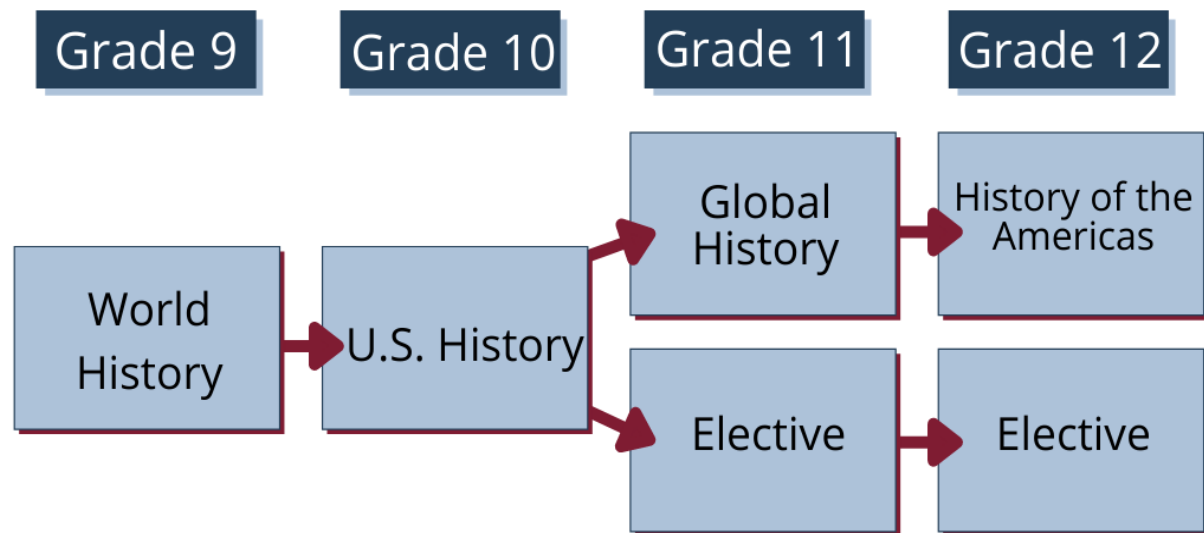 Grade 9
Grade 10
Grade 11
Grade 12
World
History
U.S. History
Global
History
History of the
Americas
Elective
Elective